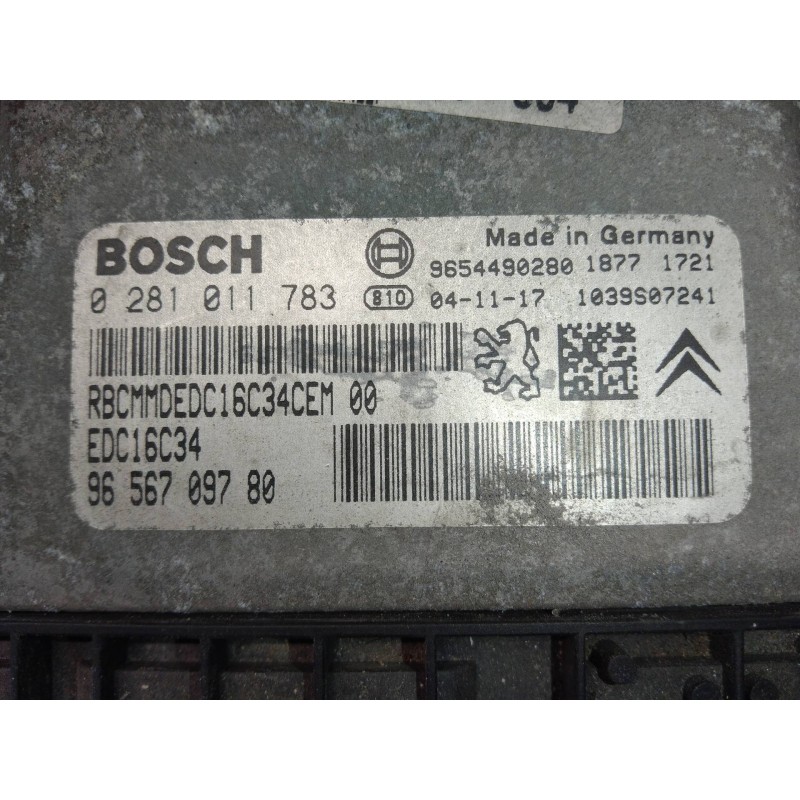 BOSCH
Made in Germany
9654490280 1877 1721
0 281 011 783 810 04-11-17 1039S07241
RBCMMDEDC16C34CEM 00
EDC16C34
96 567 097 80